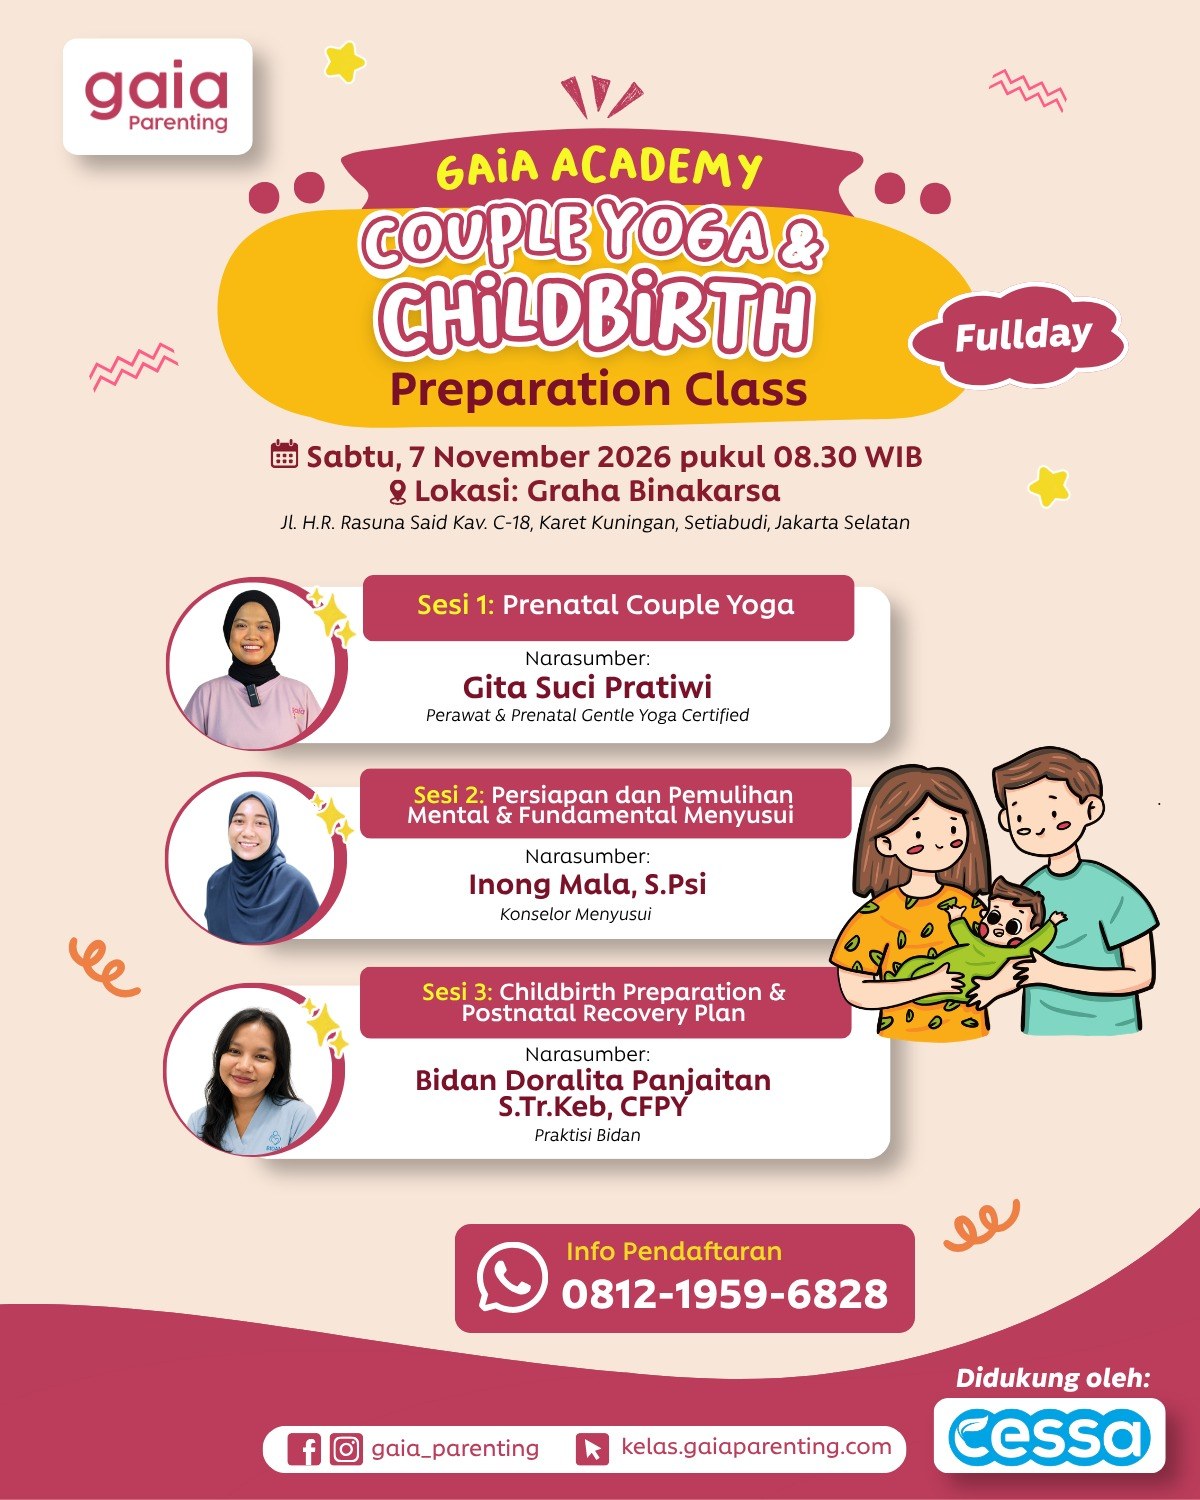 gaia
Parenting
GAiA ACADEMY
COUPLE YOGA &
CHiLDBiRTH
Preparation Class
Fullday
Sabtu, 7 November 2026 pukul 08.30 WIB
Lokasi: Graha Binakarsa
Jl. H.R. Rasuna Said Kav. C-18, Karet Kuningan, Setiabudi, Jakarta Selatan
Sesi 1: Prenatal Couple Yoga
Narasumber:
Gita Suci Pratiwi
Perawat & Prenatal Gentle Yoga Certified
Sesi 2: Persiapan dan Pemulihan
Mental & Fundamental Menyusui
Narasumber:
Inong Mala, S.Psi
Konselor Menyusui
Sesi 3: Childbirth Preparation &
Postnatal Recovery Plan
Narasumber:
Bidan Doralita Panjaitan
S.Tr.Keb, CFPY
Praktisi Bidan
Info Pendaftaran
0812-1959-6828
Didukung oleh:
cessa
gaia_parenting
kelas.gaiaparenting.com